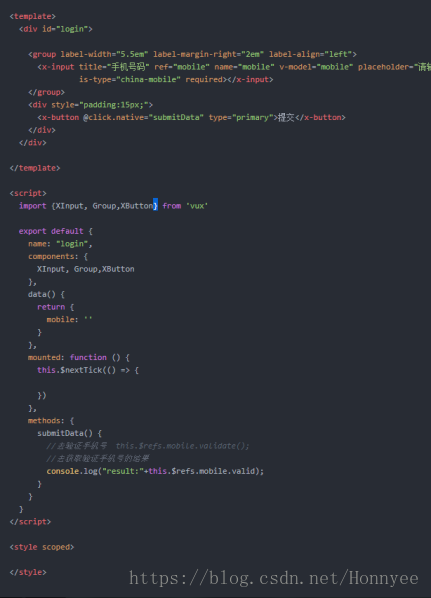 <template>
<div id="login">
<group label-width="5.5em" label-margin-right="2em" label-align="left">
<x-input title="手机号码" ref="mobile" name="mobile" v-model="mobile" placeholder="请输
is-type="china-mobile" required></x-input>
</group>
<div style="padding:15px;">
<x-button @click.native="submitData" type="primary">提交</x-button>
</div>
</div>
</template>
<script>
import {XInput, Group,XButton} from 'vux'
export default {
name: "login",
components: {
XInput, Group,XButton
},
data() {
return {
mobile: ''
}
},
mounted: function () {
this.$nextTick(() => {
})
},
methods: {
submitData() {
//去验证手机号 this.$refs.mobile.validate();
//去获取验证手机号的结果
console.log("result:"+this.$refs.mobile.valid);
}
}
}
</script>
<style scoped>
</style>
https://blog.csdn.net/Honnyee